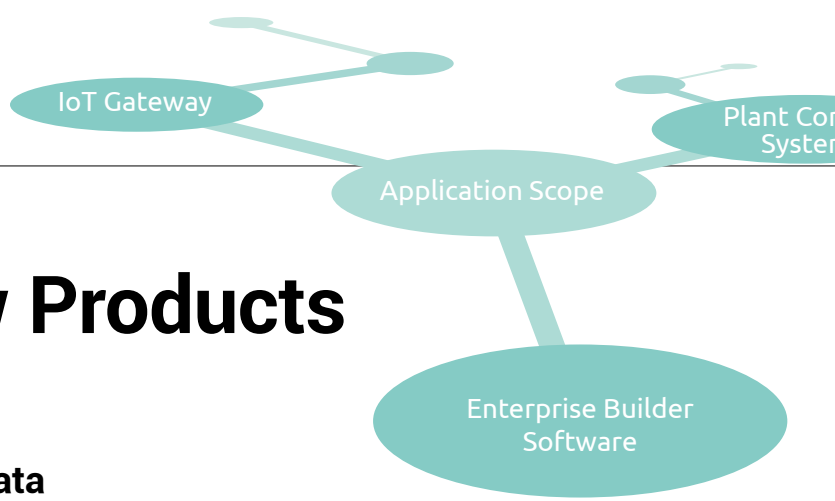 IoT Gateway
Application Scope
Products
Enterprise Builder
Software